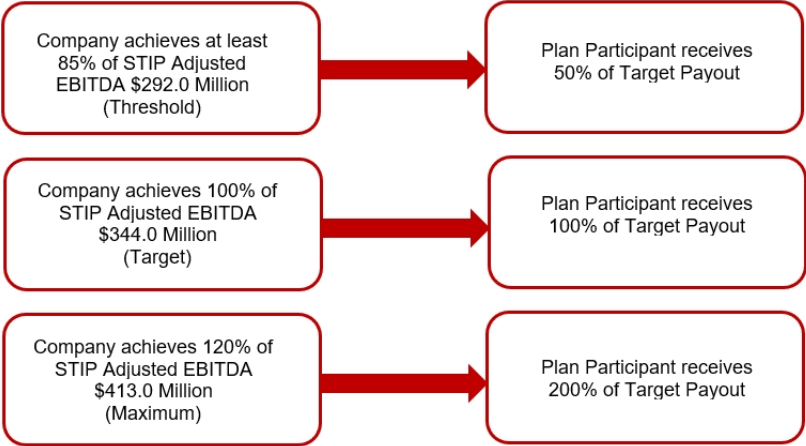 Company achieves at least
85% of STIP Adjusted
EBITDA $292.0 Million
(Threshold)
Plan Participant receives
50% of Target Payout
Company achieves 100% of
STIP Adjusted EBITDA
$344.0 Million
(Target)
Plan Participant receives
100% of Target Payout
Company achieves 120% of
STIP Adjusted EBITDA
$413.0 Million
(Maximum)
Plan Participant receives
200% of Target Payout